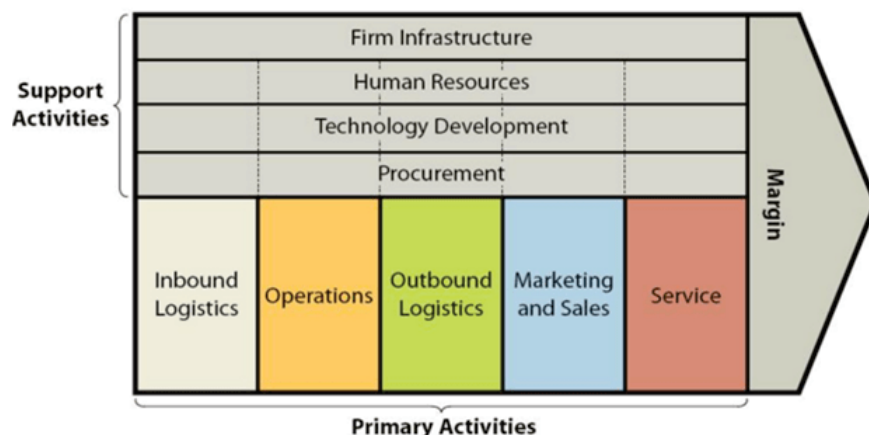 Firm Infrastructure
Human Resources
Technology Development
Procurement
Support
Activities
Inbound
Logistics
Operations
Outbound
Logistics
Marketing
and Sales
Service
Margin
Primary Activities